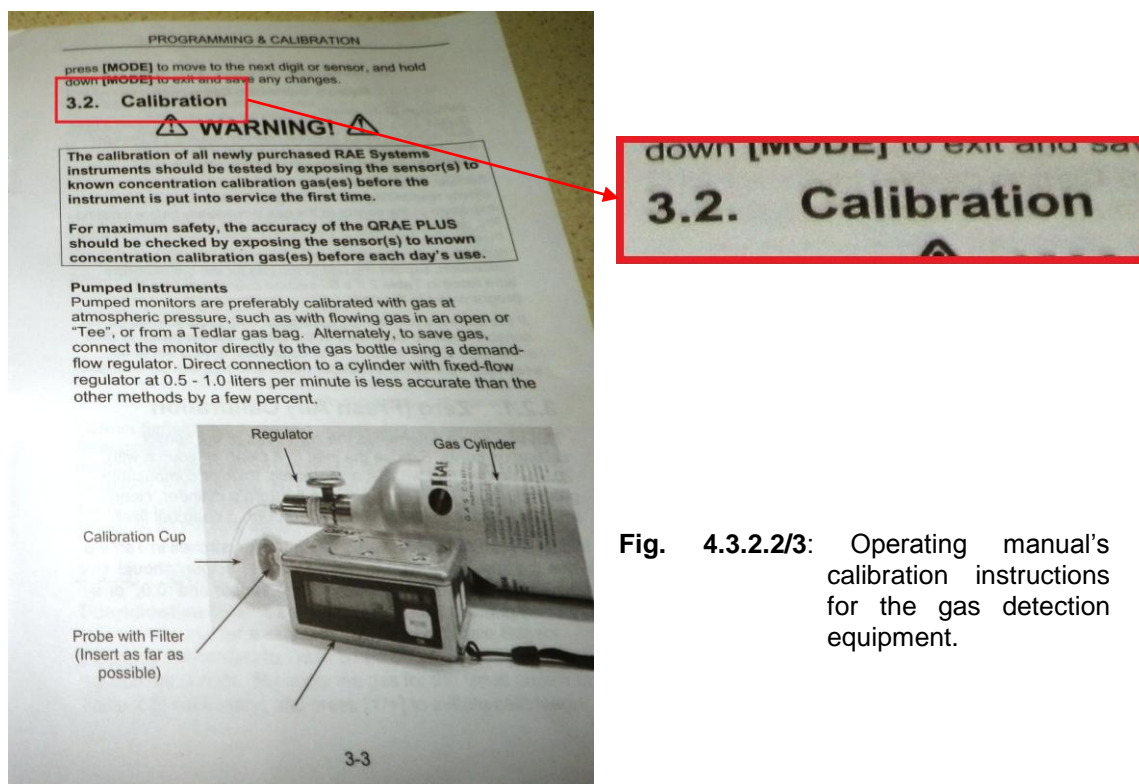 PROGRAMMING & CALIBRATION
press [MODE] to move to the next digit or sensor, and hold
down [MODE] to exit and save any changes.
3.2. Calibration
WARNING!
The calibration of all newly purchased RAE Systems
instruments should be tested by exposing the sensor(s) to
known concentration calibration gas(es) before the
instrument is put into service the first time.
For maximum safety, the accuracy of the QRAE PLUS
should be checked by exposing the sensor(s) to known
concentration calibration gas(es) before each day's use.
Pumped Instruments
Pumped monitors are preferably calibrated with gas at
atmospheric pressure, such as with flowing gas in an open or
"Tee", or from a Tedlar gas bag. Alternately, to save gas,
connect the monitor directly to the gas bottle using a demand-
flow regulator. Direct connection to a cylinder with fixed-flow
regulator at 0.5 - 1.0 liters per minute is less accurate than the
other methods by a few percent.
Regulator
Gas Cylinder
RAE
Calibration Cup
Probe with Filter
(Insert as far as
possible)
3-3
down [MODE] to exit and sav
3.2. Calibration
Fig. 4.3.2.2/3: Operating manual's
calibration instructions
for the gas detection
equipment.